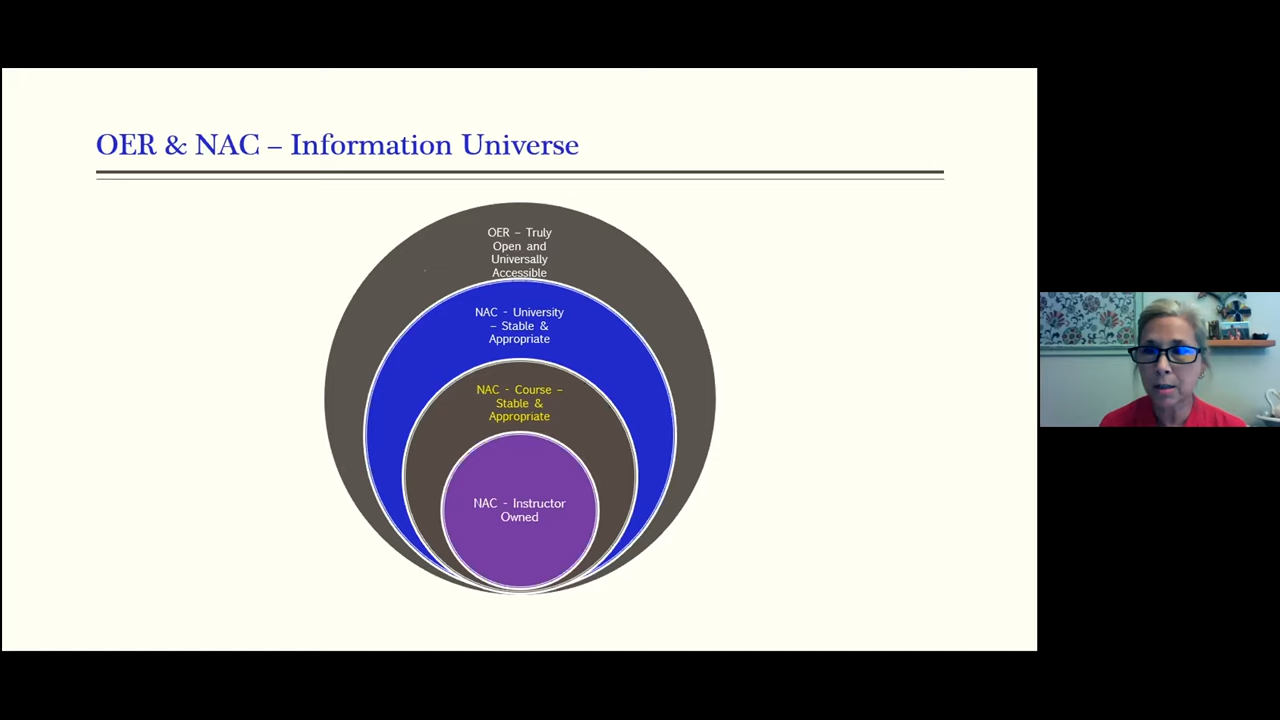 OER & NAC – Information Universe
OER – Truly
Open and
Universally
Accessible
NAC - University
– Stable &
Appropriate
NAC - Course –
Stable &
Appropriate
NAC - Instructor
Owned